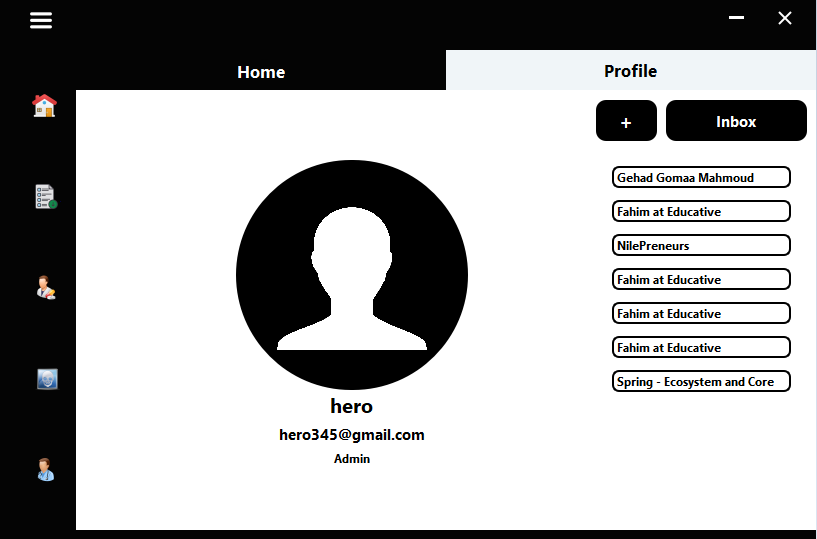 Home
Profile
+
Inbox
Gehad Gomaa Mahmoud
Fahim at Educative
NilePreneurs
Fahim at Educative
Fahim at Educative
Fahim at Educative
Spring - Ecosystem and Core
hero
hero345@gmail.com
Admin